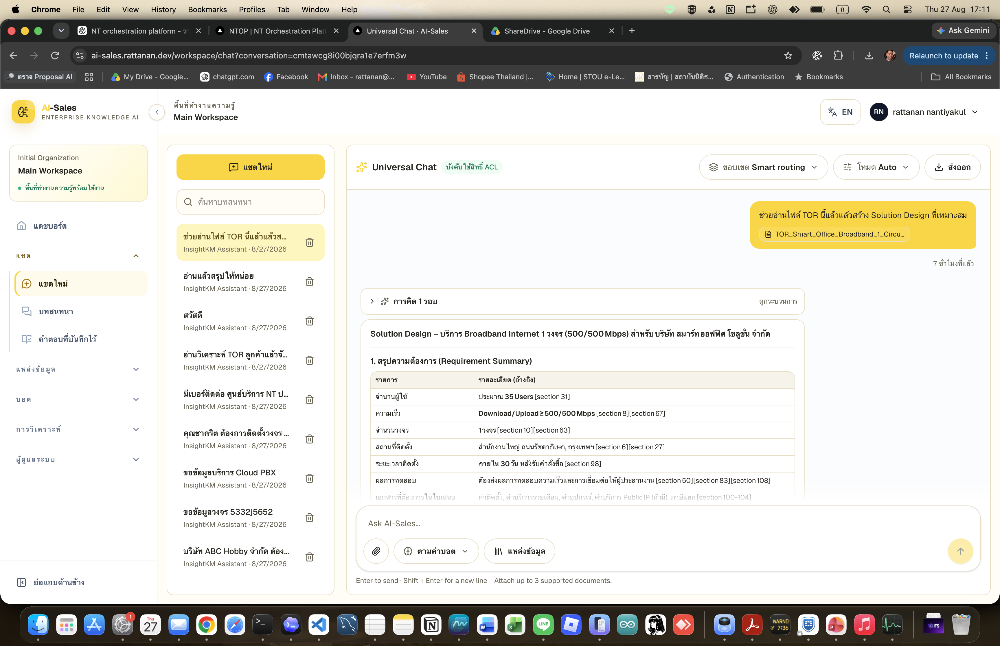 Chrome File Edit View History Bookmarks Profiles Tab Window Help
ก Thu 27 Aug 17:11
NT orchestration platform - วา
NTOP | NT Orchestration Platf
Universal Chat · AI-Sales
ShareDrive - Google Drive
Ask Gemini
ai-sales.rattanan.dev/workspace/chat?conversation=cmtawcg8i00bjqra1e7erfm3w
Relaunch to update
ตรวจ Proposal AI
My Drive - Google...
chatgpt.com
Facebook
Inbox - rattanan@...
YouTube
Shopee Thailand |...
Home | STOU e-Le...
สารบัญ | สถาบันนิติธ...
Authentication
Bookmarks
All Bookmarks
AI-Sales
ENTERPRISE KNOWLEDGE AI
พื้นที่ทำงานความรู้
Main Workspace
EN
RN rattanan nantiyakul
Initial Organization
Main Workspace
พื้นที่ทำงานความรู้พร้อมใช้งาน
แดชบอร์ด
แชต
แชตใหม่
บทสนทนา
คำตอบที่บันทึกไว้
แหล่งข้อมูล
บอต
การวิเคราะห์
ผู้ดูแลระบบ
ย่อแถบด้านข้าง
แชตใหม่
ค้นหาบทสนทนา
ช่วยอ่านไฟล์ TOR นี้แล้วแล้วส...
InsightKM Assistant · 8/27/2026
อ่านแล้วสรุปให้หน่อย
InsightKM Assistant · 8/27/2026
สวัสดี
InsightKM Assistant · 8/27/2026
อ่านวิเคราะห์ TOR ลูกค้าแล้วจั...
InsightKM Assistant · 8/27/2026
มีเบอร์ติดต่อ ศูนย์บริการ NT ป...
InsightKM Assistant · 8/27/2026
คุณชาคริต ต้องการติดตั้งวงจร ...
InsightKM Assistant · 8/27/2026
ขอข้อมูลบริการ Cloud PBX
InsightKM Assistant · 8/27/2026
ขอข้อมูลวงจร 5332j5652
InsightKM Assistant · 8/27/2026
บริษัท ABC Hobby จำกัด ต้อง...
InsightKM Assistant · 8/27/2026
Universal Chat บังคับใช้สิทธิ์ ACL
ขอบเขต Smart routing
โหมด Auto
ส่งออก
ช่วยอ่านไฟล์ TOR นี้แล้วแล้วสร้าง Solution Design ที่เหมาะสม
TOR_Smart_Office_Broadband_1_Circu...
7 ชั่วโมงที่แล้ว
การคิด 1 รอบ ดูกระบวนการ
Solution Design – บริการ Broadband Internet 1 วงจร (500/500 Mbps) สำหรับ บริษัท สมาร์ท ออฟฟิศ โซลูชั่น จำกัด
1. สรุปความต้องการ (Requirement Summary)
รายการ รายละเอียด (อ้างอิง)
จำนวนผู้ใช้ ประมาณ 35 Users [section 31]
ความเร็ว Download/Upload ≥ 500/500 Mbps [section 8][section 67]
จำนวนวงจร 1 วงจร [section 10][section 63]
สถานที่ติดตั้ง สำนักงานใหญ่ ถนนรัชดาภิเษก, กรุงเทพฯ [section 6][section 27]
ระยะเวลาติดตั้ง ภายใน 30 วัน หลังรับคำสั่งซื้อ [section 98]
ผลการทดสอบ ต้องส่งผลการทดสอบความเร็วและการเชื่อมต่อให้ผู้ประสานงาน [section 50][section 83][section 108]
เอกสารที่ต้องการในใบเสนอ ค่าติดตั้ง, ค่าบริการรายเดือน, ค่าอุปกรณ์, ค่าบริการ Public IP (ถ้ามี), ภาษีแยก [section 100-104]
Ask AI-Sales...
ตามค่าบอต
แหล่งข้อมูล
Enter to send · Shift + Enter for a new line Attach up to 3 supported documents.
1
Thu
27
LINE
WARNI
Y 7:36
IFS